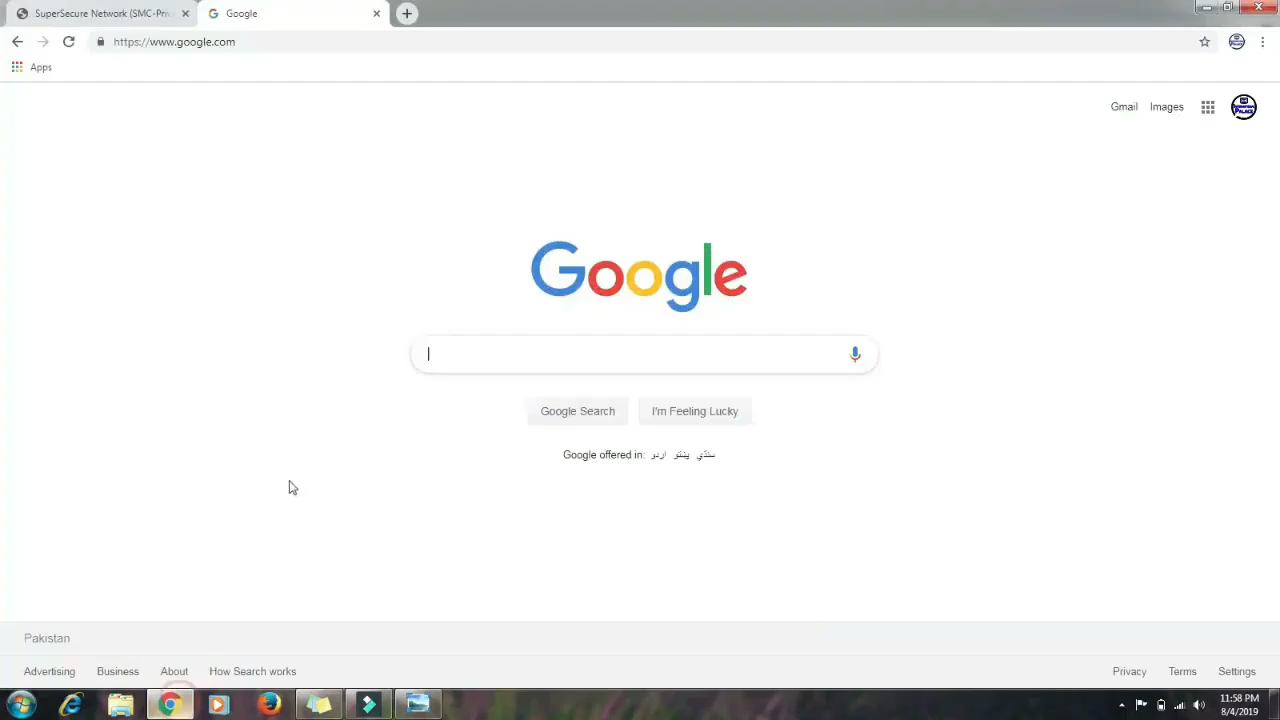 SuperSecure Network (SMC-Priv
Google
https://www.google.com
Apps
Gmail Images
Google
Google Search I'm Feeling Lucky
Google offered in: اردو پښتو سنڌي
Pakistan
Advertising Business About How Search works
Privacy Terms Settings
11:58 PM
8/4/2019